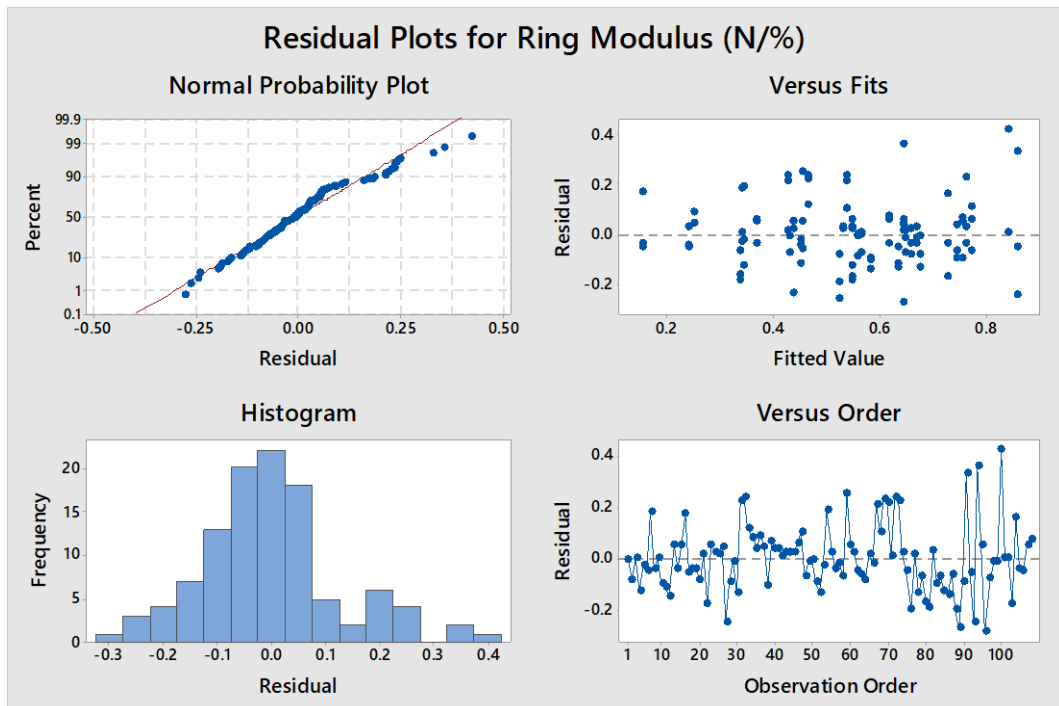 Residual Plots for Ring Modulus (N/%)
Normal Probability Plot
99.9
99
90
50
10
1
0.1
Percent
-0.50 -0.25 0.00 0.25 0.50
Residual
Versus Fits
0.4
0.2
0.0
-0.2
Residual
0.2 0.4 0.6 0.8
Fitted Value
Histogram
20
15
10
5
0
Frequency
-0.3 -0.2 -0.1 0.0 0.1 0.2 0.3 0.4
Residual
Versus Order
0.4
0.2
0.0
-0.2
Residual
1 10 20 30 40 50 60 70 80 90 100
Observation Order